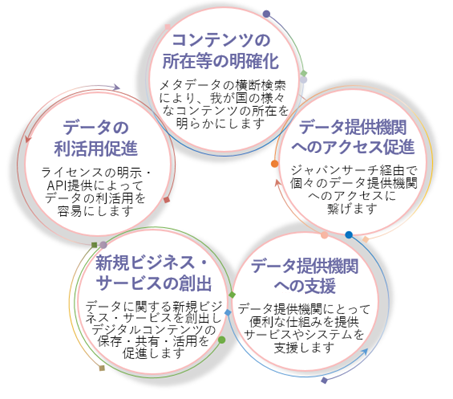 コンテンツの
所在等の明確化
メタデータの横断検索
により、我が国の様々
なコンテンツの所在を
明らかにします
データの
利活用促進
ライセンスの明示・
API提供によって
データの利活用を
容易にします
データ提供機関
へのアクセス促進
ジャパンサーチ経由で
個々のデータ提供機関
へのアクセスに
繋げます
新規ビジネス・
サービスの創出
データに関する新規ビジ
ネス・サービスを創出し
デジタルコンテンツの
保存・共有・活用を
促進します
データ提供機関
への支援
データ提供機関にとって
便利な仕組みを提供
サービスやシステムを
支援します